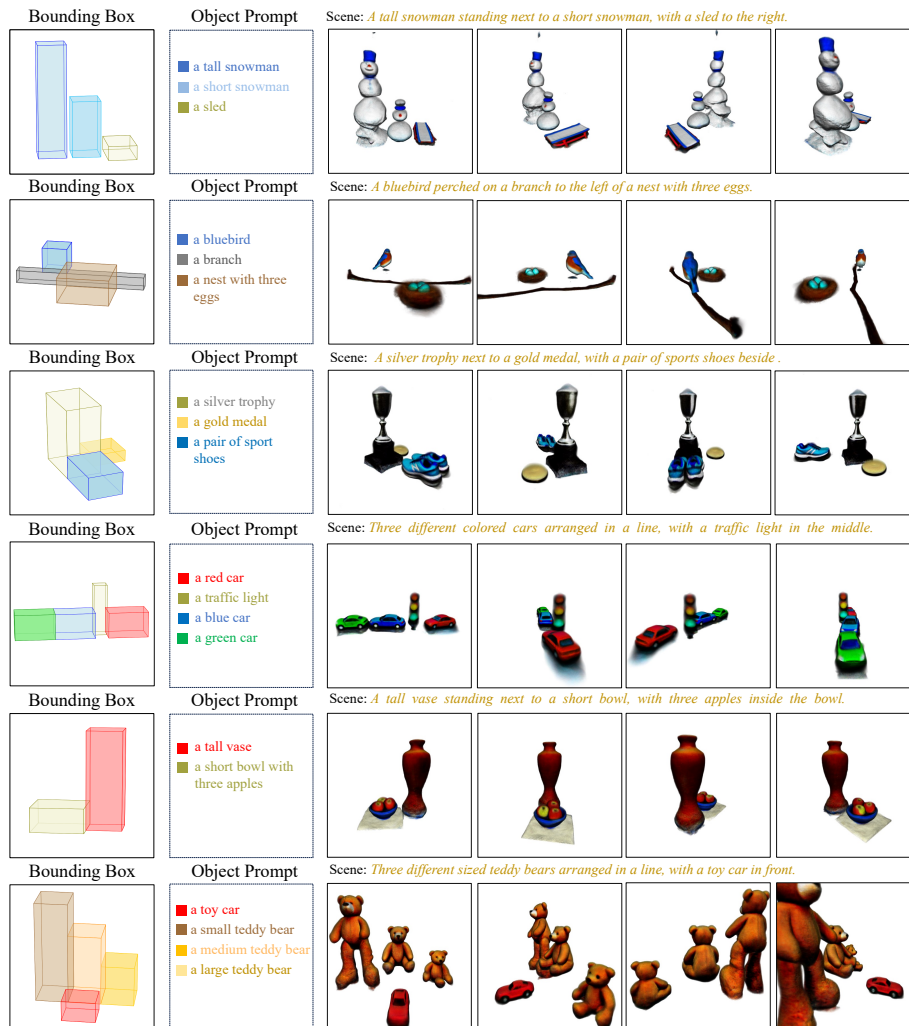 Bounding Box Object Prompt Scene: A tall snowman standing next to a short snowman, with a sled to the right.
a tall snowman
a short snowman
a sled
Bounding Box Object Prompt Scene: A bluebird perched on a branch to the left of a nest with three eggs.
a bluebird
a branch
a nest with three
eggs
Bounding Box Object Prompt Scene: A silver trophy next to a gold medal, with a pair of sports shoes beside .
a silver trophy
a gold medal
a pair of sport
shoes
Bounding Box Object Prompt Scene: Three different colored cars arranged in a line, with a traffic light in the middle.
a red car
a traffic light
a blue car
a green car
Bounding Box Object Prompt Scene: A tall vase standing next to a short bowl, with three apples inside the bowl.
a tall vase
a short bowl with
three apples
Bounding Box Object Prompt Scene: Three different sized teddy bears arranged in a line, with a toy car in front.
a toy car
a small teddy bear
a medium teddy bear
a large teddy bear